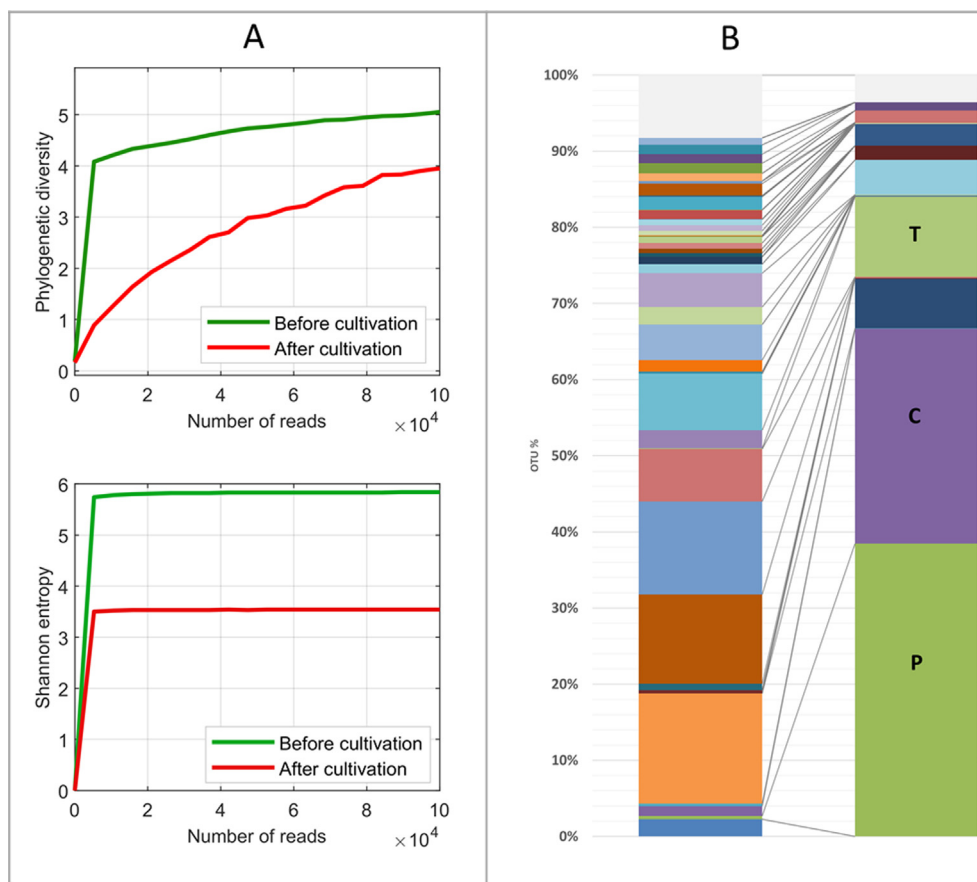 A
Phylogenetic diversity
5
4
3
2
1
0
Before cultivation
After cultivation
0 2 4 6 8 10
Number of reads
× 10^4
Shannon entropy
6
5
4
3
2
1
0
Before cultivation
After cultivation
0 2 4 6 8 10
Number of reads
× 10^4
B
OTU %
100%
90%
80%
70%
60%
50%
40%
30%
20%
10%
0%
T
C
P